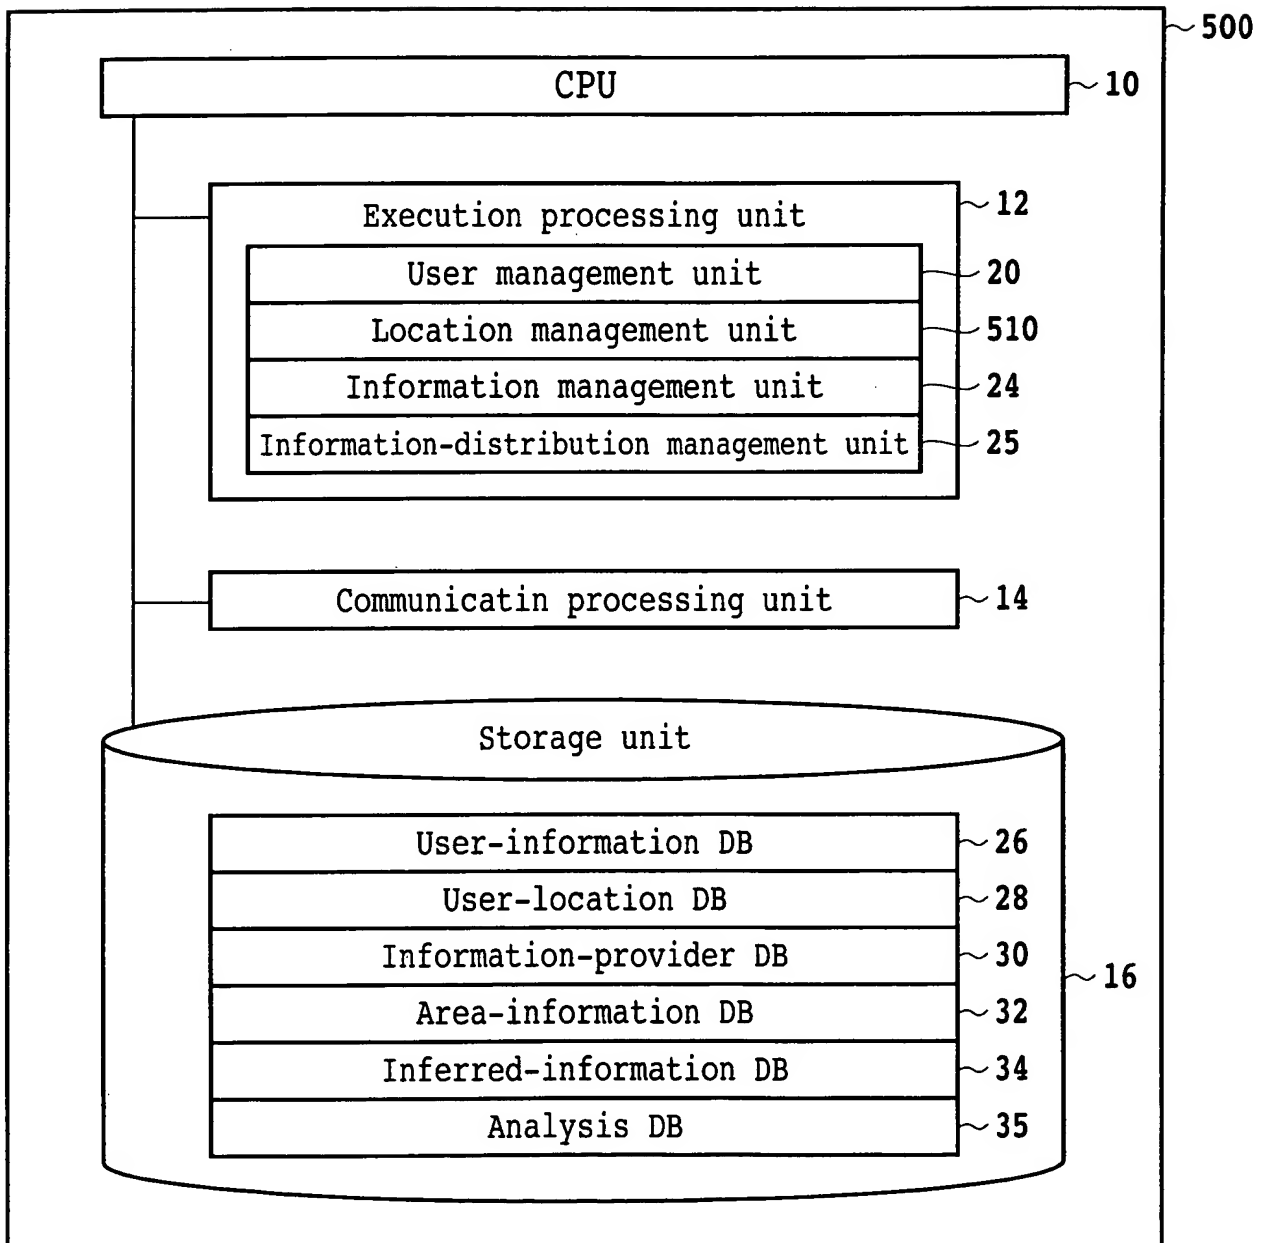 500
CPU 10
Execution processing unit 12
User management unit 20
Location management unit 510
Information management unit 24
Information-distribution management unit 25
Communicatin processing unit 14
Storage unit
User-information DB 26
User-location DB 28
Information-provider DB 30
16
Area-information DB 32
Inferred-information DB 34
Analysis DB 35